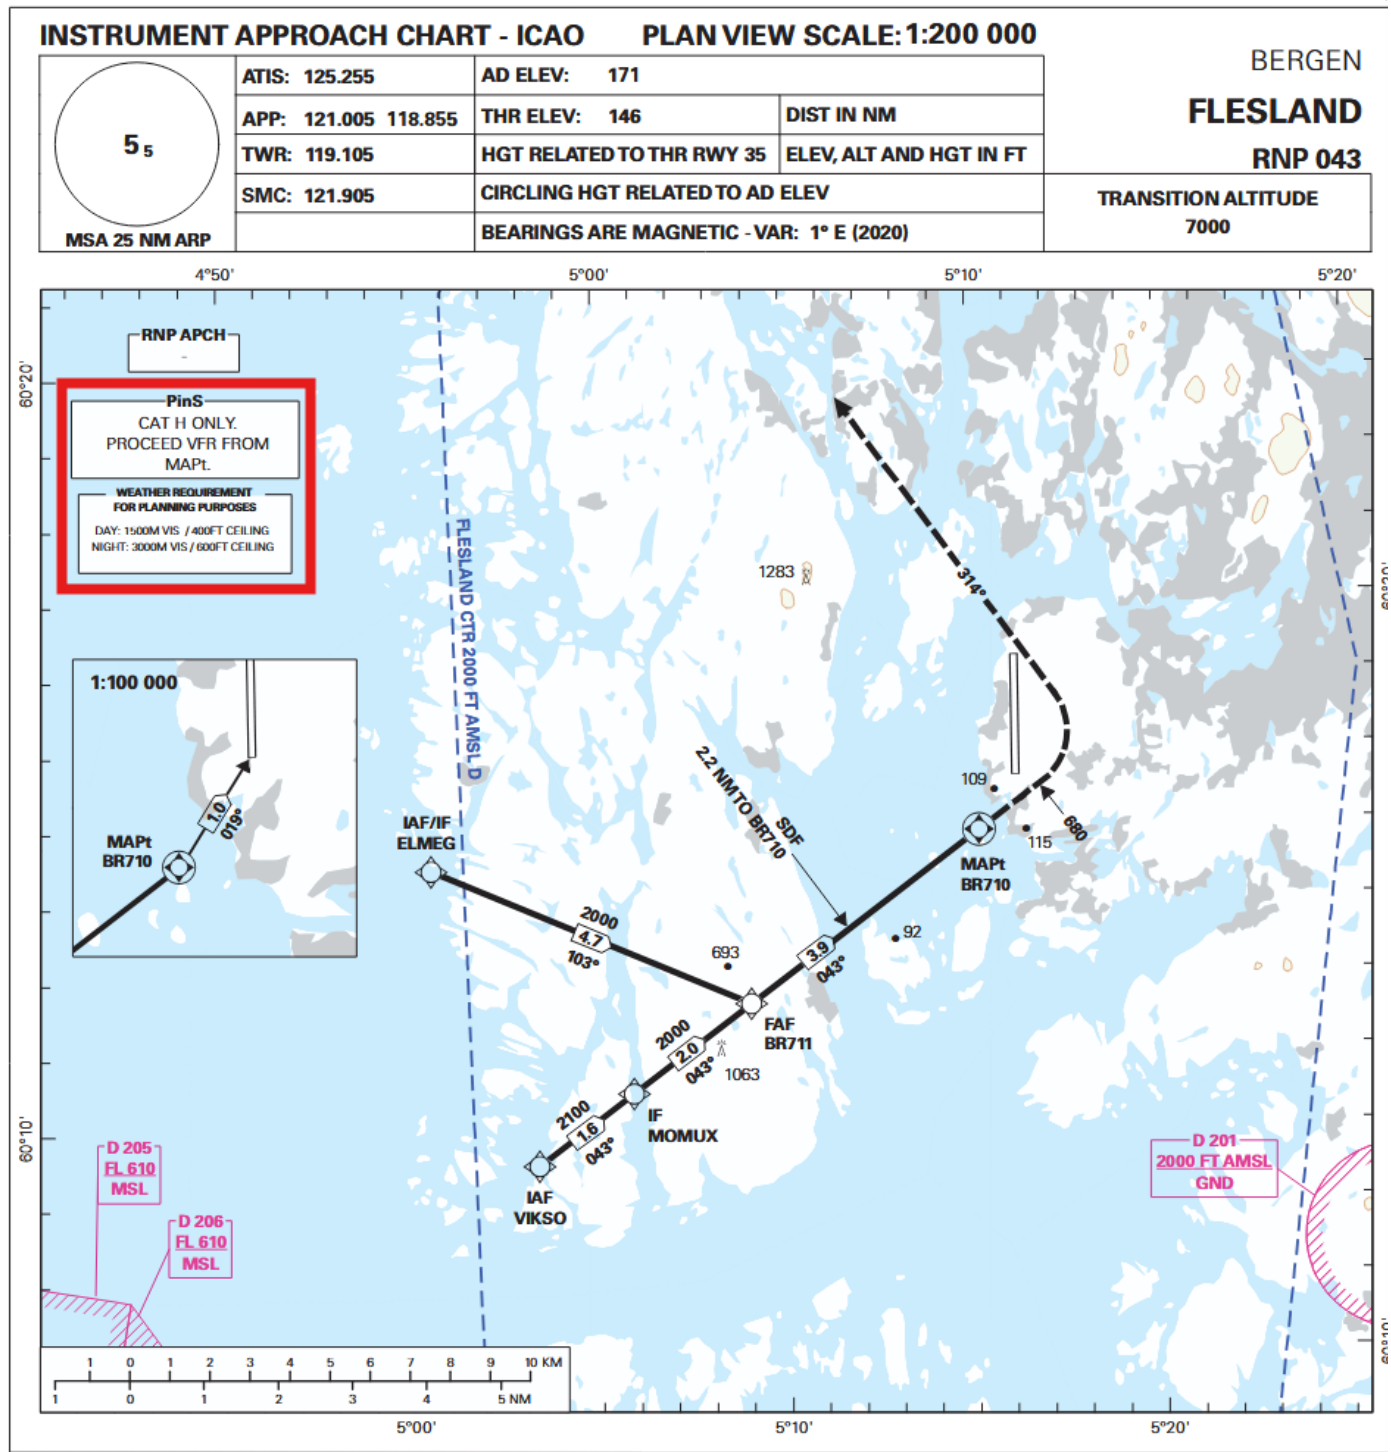 INSTRUMENT APPROACH CHART - ICAO PLAN VIEW SCALE: 1:200 000
BERGEN
FLESLAND
RNP 043
5 5
MSA 25 NM ARP
ATIS: 125.255
APP: 121.005 118.855
TWR: 119.105
SMC: 121.905
AD ELEV: 171
THR ELEV: 146
DIST IN NM
HGT RELATED TO THR RWY 35
ELEV, ALT AND HGT IN FT
CIRCLING HGT RELATED TO AD ELEV
BEARINGS ARE MAGNETIC - VAR: 1° E (2020)
TRANSITION ALTITUDE
7000
4°50'
5°00'
5°10'
5°20'
60°20'
RNP APCH
-
PinS
CAT H ONLY.
PROCEED VFR FROM
MAPt.
WEATHER REQUIREMENT
FOR PLANNING PURPOSES
DAY: 1500M VIS / 400FT CEILING
NIGHT: 3000M VIS / 600FT CEILING
FLESLAND CTR 2000 FT AMSL D
1283
314°
60°20'
1:100 000
MAPt
BR710
1.0
019°
2.2 NM TO BR710
SDF
109
680
115
MAPt
BR710
IAF/IF
ELMEG
2000
4.7
103°
693
92
3.9
043°
FAF
BR711
2000
2.0
043°
1063
IF
MOMUX
2100
1.6
043°
IAF
VIKSO
60°10'
D 205
FL 610
MSL
D 206
FL 610
MSL
D 201
2000 FT AMSL
GND
60°10'
1 0 1 2 3 4 5 6 7 8 9 10 KM
1 0 1 2 3 4 5 NM
5°00'
5°10'
5°20'